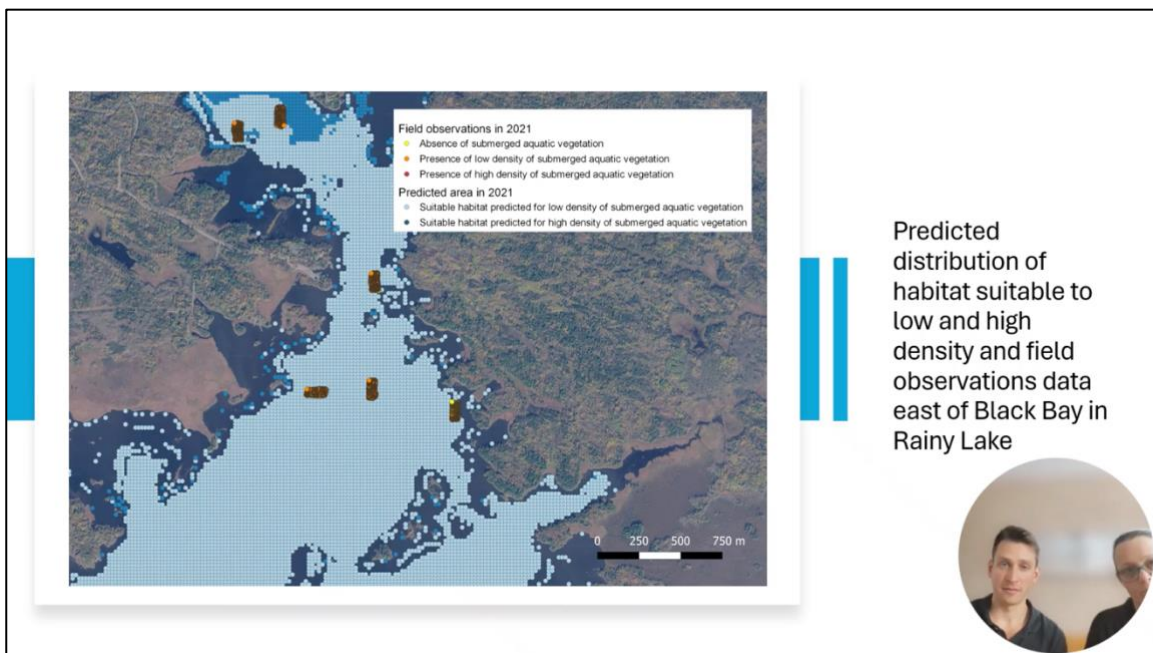 Field observations in 2021
Absence of submerged aquatic vegetation
Presence of low density of submerged aquatic vegetation
Presence of high density of submerged aquatic vegetation
Predicted area in 2021
Suitable habitat predicted for low density of submerged aquatic vegetation
Suitable habitat predicted for high density of submerged aquatic vegetation
0 250 500 750 m
Predicted
distribution of
habitat suitable to
low and high
density and field
observations data
east of Black Bay in
Rainy Lake